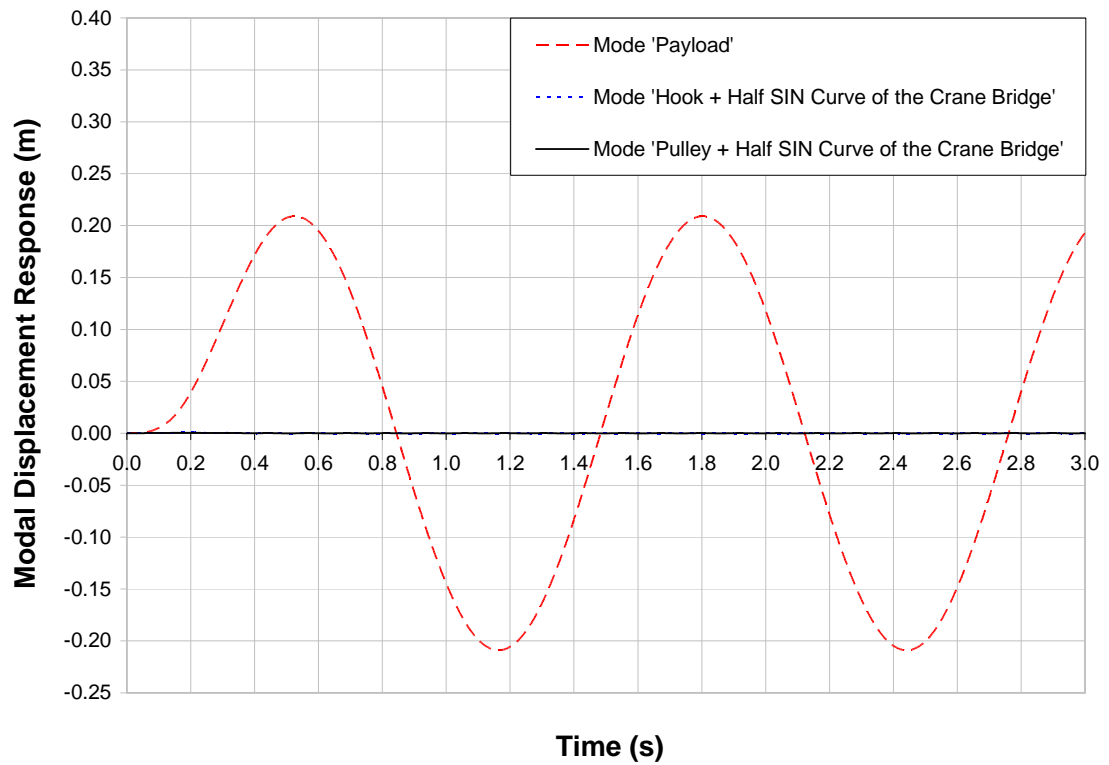 0.40
0.35
0.30
0.25
0.20
0.15
0.10
0.05
0.00
-0.05
-0.10
-0.15
-0.20
-0.25
Modal Displacement Response (m)
Mode 'Payload'
Mode 'Hook + Half SIN Curve of the Crane Bridge'
Mode 'Pulley + Half SIN Curve of the Crane Bridge'
0.0 0.2 0.4 0.6 0.8 1.0 1.2 1.4 1.6 1.8 2.0 2.2 2.4 2.6 2.8 3.0
Time (s)